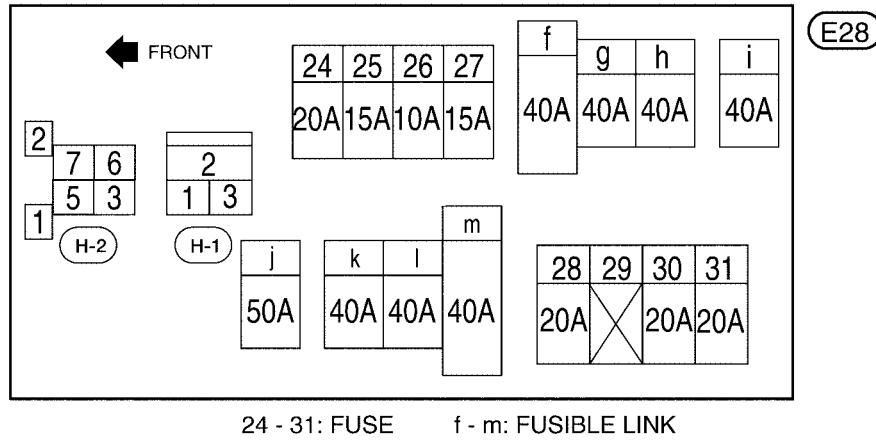 E28
FRONT
24 25 26 27
20A 15A 10A 15A
f
40A
g h
40A 40A
i
40A
2
7 6
5 3
1
H-2
2
1 3
H-1
j
50A
k l
40A 40A
m
40A
28 29 30 31
20A 20A 20A
24 - 31: FUSE f - m: FUSIBLE LINK